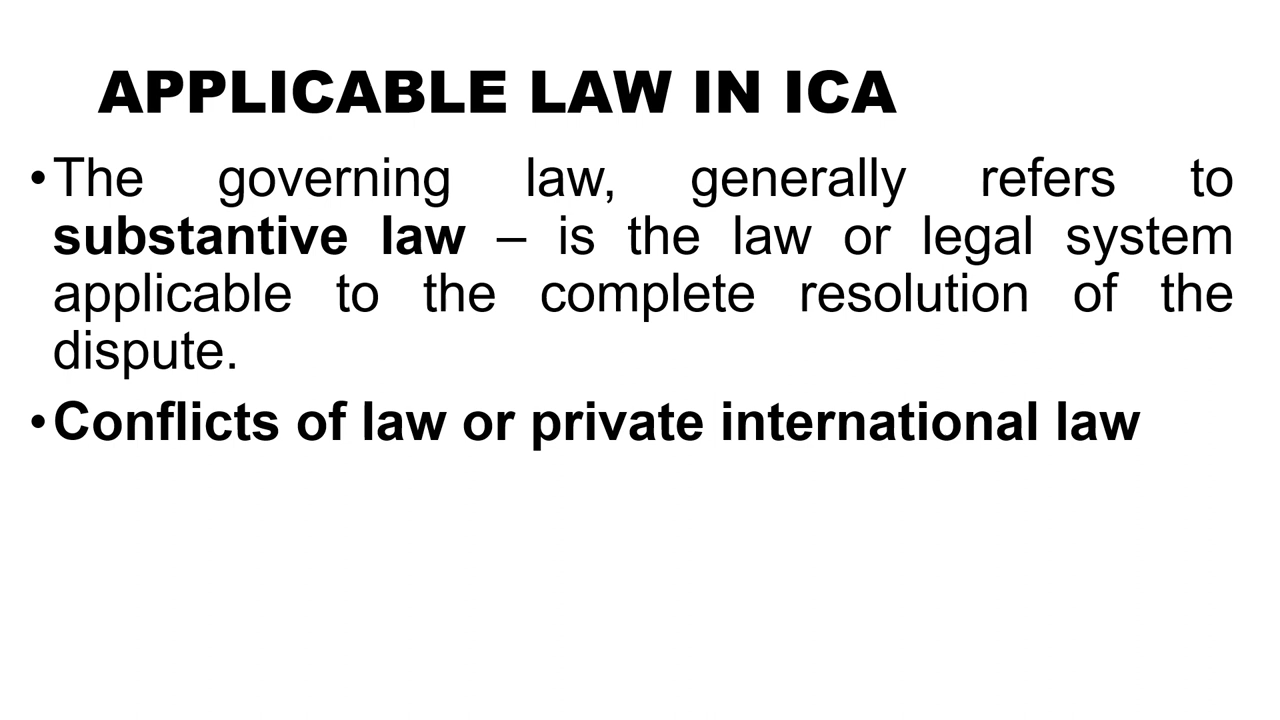 APPLICABLE LAW IN ICA
•The governing law, generally refers to
substantive law – is the law or legal system
applicable to the complete resolution of the
dispute.
•Conflicts of law or private international law